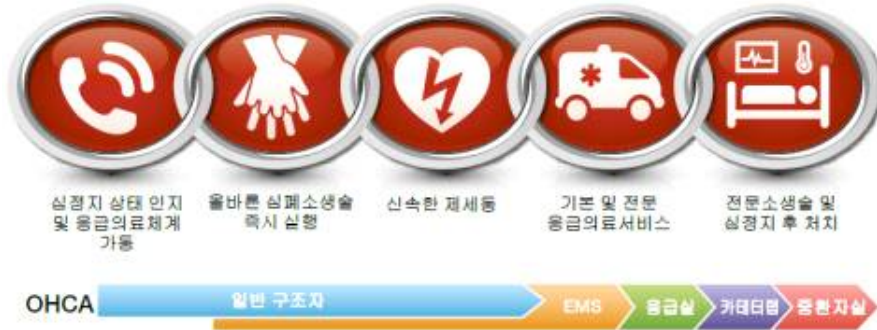 심정지 상태 인지
및 응급의료체계
가동
올바른 심폐소생술
즉시 실행
신속한 제세동
기본 및 전문
응급의료서비스
전문소생술 및
심정지 후 처치
OHCA 일반 구조자 EMS 응급실 카테터랩 중환자실